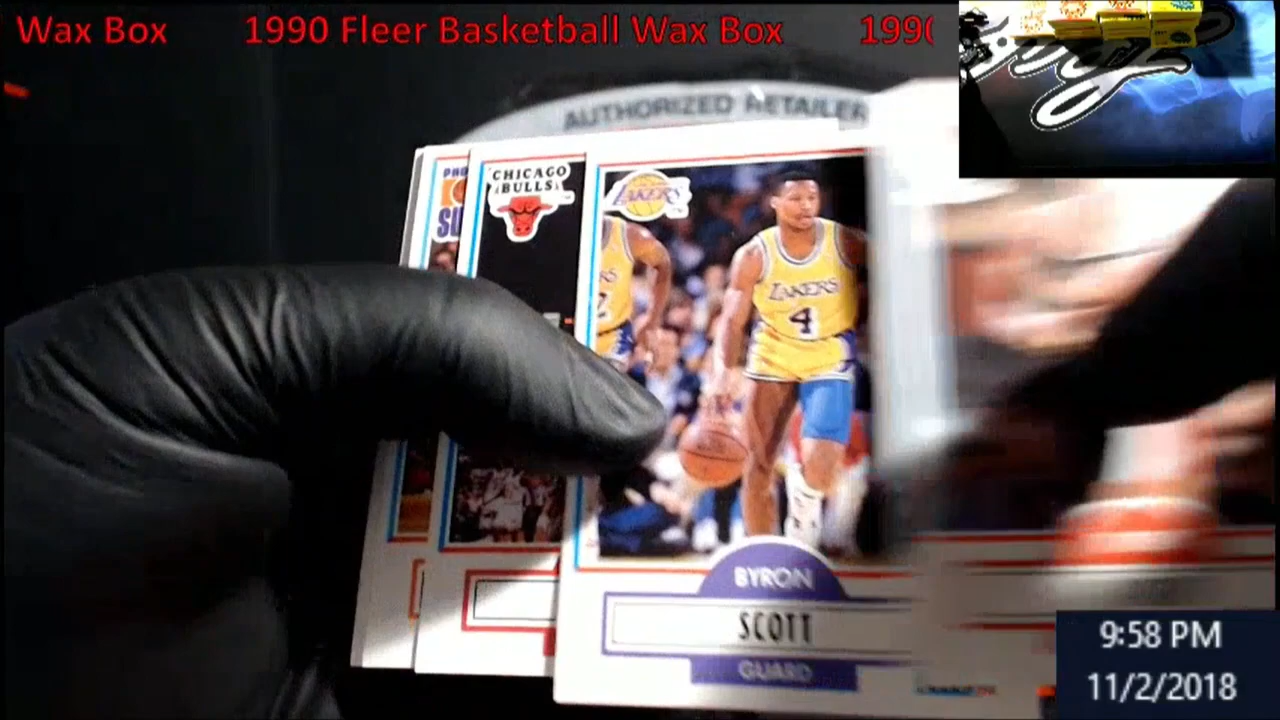 Wax Box 1990 Fleer Basketball Wax Box 1990
AUTHORIZED RETAILER
CHICAGO
BULLS
LAKERS
LAKERS
4
BYRON
SCOTT
GUARD
9:58 PM
11/2/2018